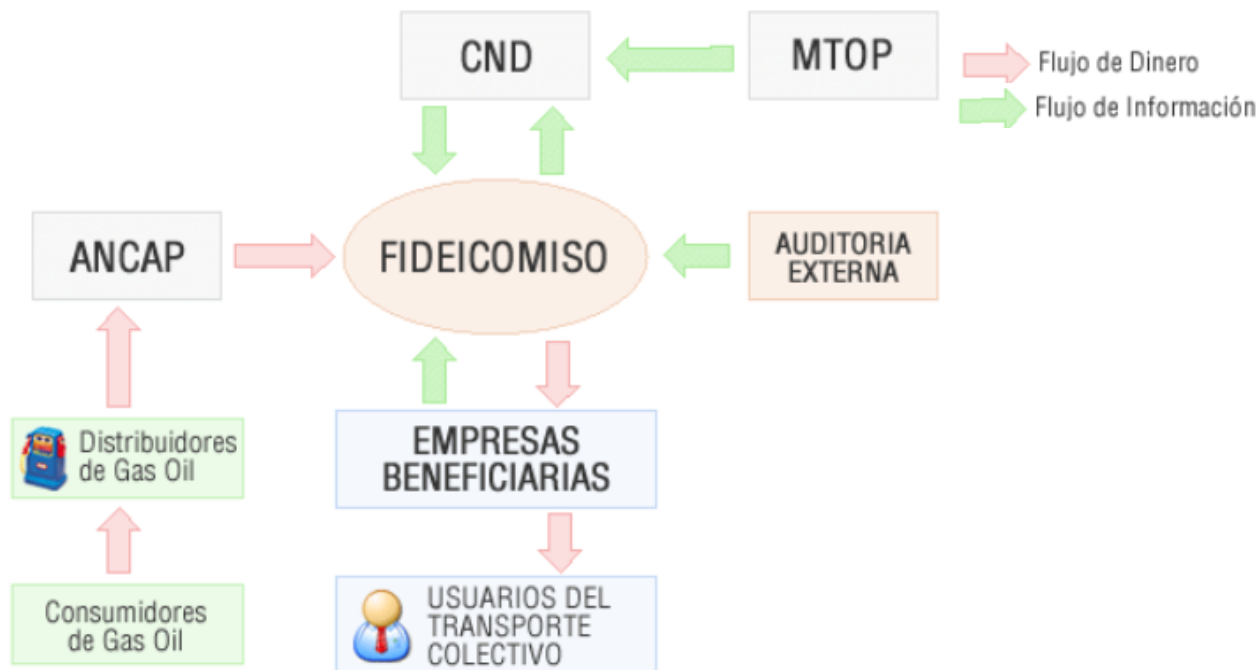 CND
MTOP
Flujo de Dinero
Flujo de Información
ANCAP
FIDEICOMISO
AUDITORIA
EXTERNA
Distribuidores
de Gas Oil
EMPRESAS
BENEFICIARIAS
Consumidores
de Gas Oil
USUARIOS DEL
TRANSPORTE
COLECTIVO